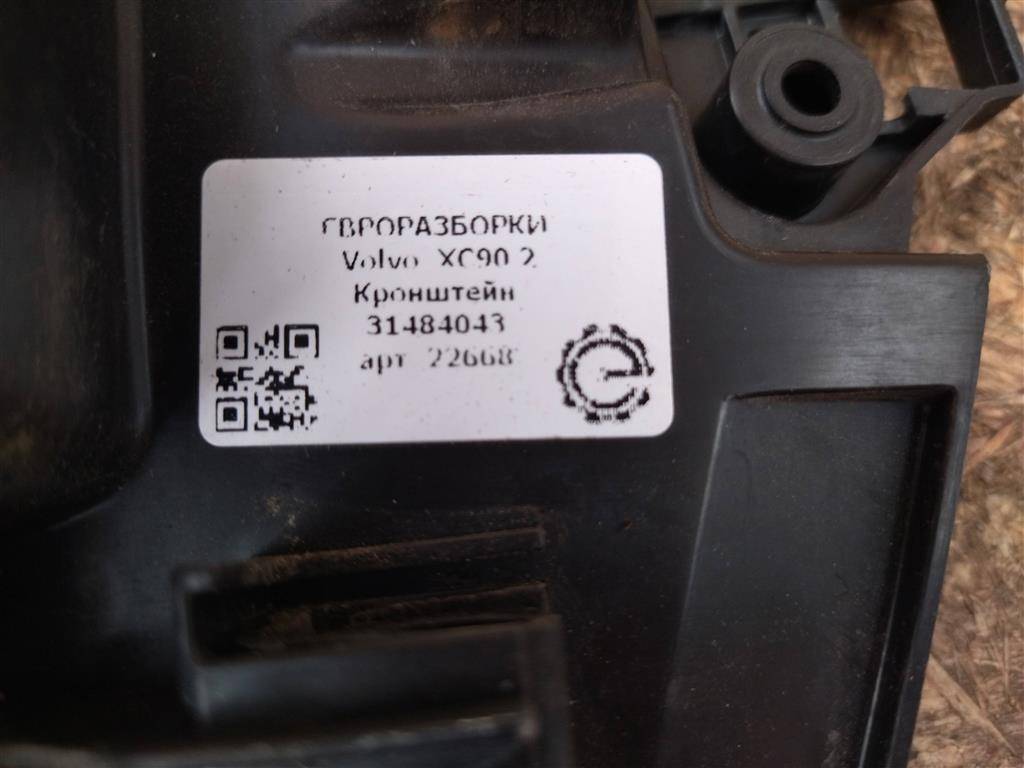 ЕВРОРАЗБОРКИ
Volvo XC90 2
Кронштейн
31484043
арт 22668